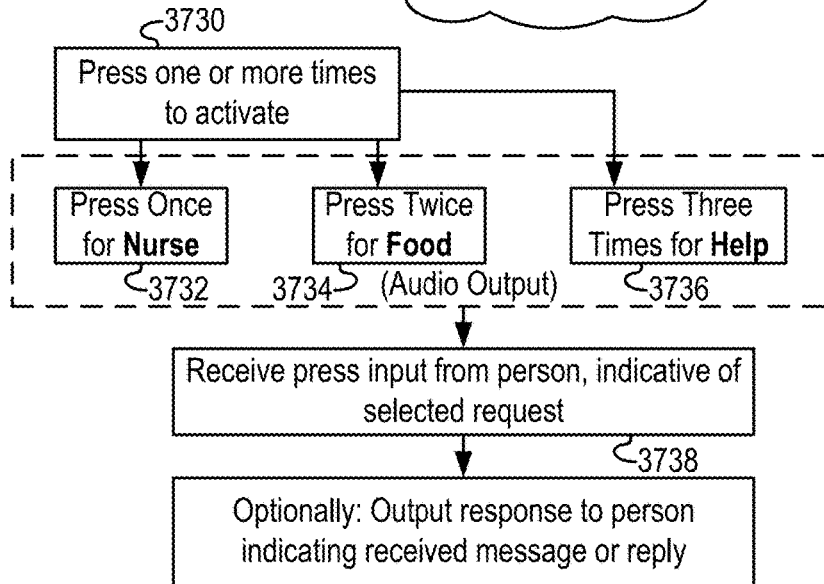 3730
Press one or more times
to activate
Press Once
for Nurse
3732
Press Twice
for Food
3734
(Audio Output)
Press Three
Times for Help
3736
Receive press input from person, indicative of
selected request
3738
Optionally: Output response to person
indicating received message or reply